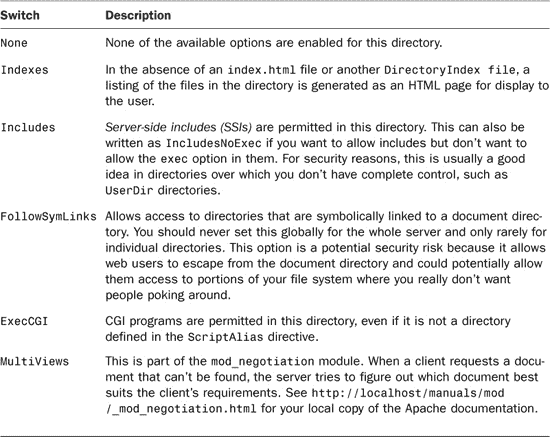 Switch Description
None None of the available options are enabled for this directory.
Indexes In the absence of an index.html file or another DirectoryIndex file, a
listing of the files in the directory is generated as an HTML page for display to
the user.
Includes Server-side includes (SSIs) are permitted in this directory. This can also be
written as IncludesNoExec if you want to allow includes but don't want to
allow the exec option in them. For security reasons, this is usually a good
idea in directories over which you don't have complete control, such as
UserDir directories.
FollowSymLinks Allows access to directories that are symbolically linked to a document direc-
tory. You should never set this globally for the whole server and only rarely for
individual directories. This option is a potential security risk because it allows
web users to escape from the document directory and could potentially allow
them access to portions of your file system where you really don't want
people poking around.
ExecCGI CGI programs are permitted in this directory, even if it is not a directory
defined in the ScriptAlias directive.
MultiViews This is part of the mod_negotiation module. When a client requests a docu-
ment that can't be found, the server tries to figure out which document best
suits the client's requirements. See http://localhost/manuals/mod
/_mod_negotiation.html for your local copy of the Apache documentation.